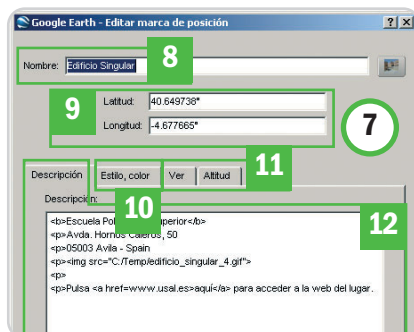 Google Earth - Editar marca de posición
Nombre: Edificio Singular
8
9
Latitud: 40.649738°
Longitud: -4.677665°
7
Descripción Estilo, color Ver Altitud
11
10
12
Descripción:
<b>Escuela Po uperior</b>
<p>Avda. Hornos Caleros, 50
<p>05003 Avila - Spain
<p><img src="C:/Temp/edificio_singular_4.gif">
<p>
<p>Pulsa <a href=www.usal.es>aquí</a> para acceder a la web del lugar.